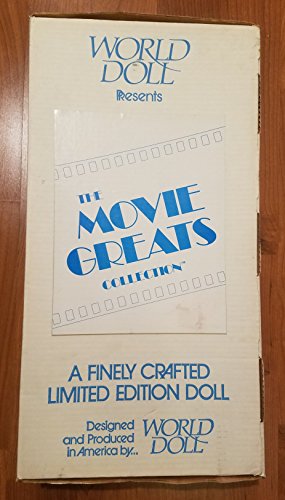 WORLD
DOLL
Presents
THE
MOVIE
GREATS
COLLECTION™
A FINELY CRAFTED
LIMITED EDITION DOLL
Designed
and Produced
in America by...
WORLD
DOLL